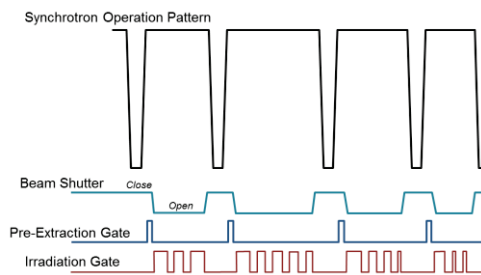 Synchrotron Operation Pattern
Beam Shutter
Close
Open
Pre-Extraction Gate
Irradiation Gate